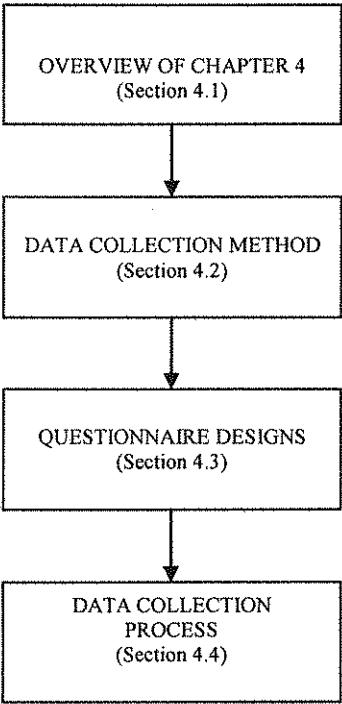 OVERVIEW OF CHAPTER 4
(Section 4.1)
DATA COLLECTION METHOD
(Section 4.2)
QUESTIONNAIRE DESIGNS
(Section 4.3)
DATA COLLECTION
PROCESS
(Section 4.4)